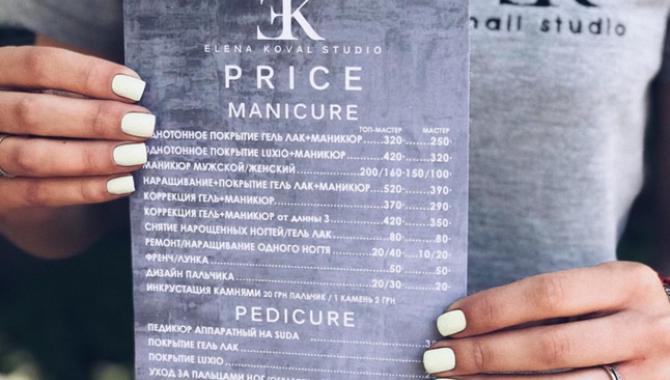 EK
ELENA KOVAL STUDIO
nail studio
PRICE
MANICURE
ТОП-МАСТЕР МАСТЕР
ОДНОТОННОЕ ПОКРЫТИЕ ГЕЛЬ ЛАК+МАНИКЮР 320 250
ОДНОТОННОЕ ПОКРЫТИЕ LUXIO+МАНИКЮР 420 320
МАНИКЮР МУЖСКОЙ/ЖЕНСКИЙ 200/160 150/100
НАРАЩИВАНИЕ+ПОКРЫТИЕ ГЕЛЬ ЛАК+МАНИКЮР 520 390
КОРРЕКЦИЯ ГЕЛЬ+МАНИКЮР 370 290
КОРРЕКЦИЯ ГЕЛЬ+МАНИКЮР от длины 3 420 350
СНЯТИЕ НАРОЩЕННЫХ НОГТЕЙ/ГЕЛЬ ЛАК 80 80
РЕМОНТ/НАРАЩИВАНИЕ ОДНОГО НОГТЯ 20/40 10/20
ФРЕНЧ/ЛУНКА 50 50
ДИЗАЙН ПАЛЬЧИКА 20/30 20
ИНКРУСТАЦИЯ КАМНЯМИ 20 ГРН ПАЛЬЧИК / 1 КАМЕНЬ 2 ГРН
PEDICURE
ПЕДИКЮР АППАРАТНЫЙ НА SUDA
ПОКРЫТИЕ ГЕЛЬ ЛАК
ПОКРЫТИЕ LUXIO
УХОД ЗА ПАЛЬЦАМИ НОГ